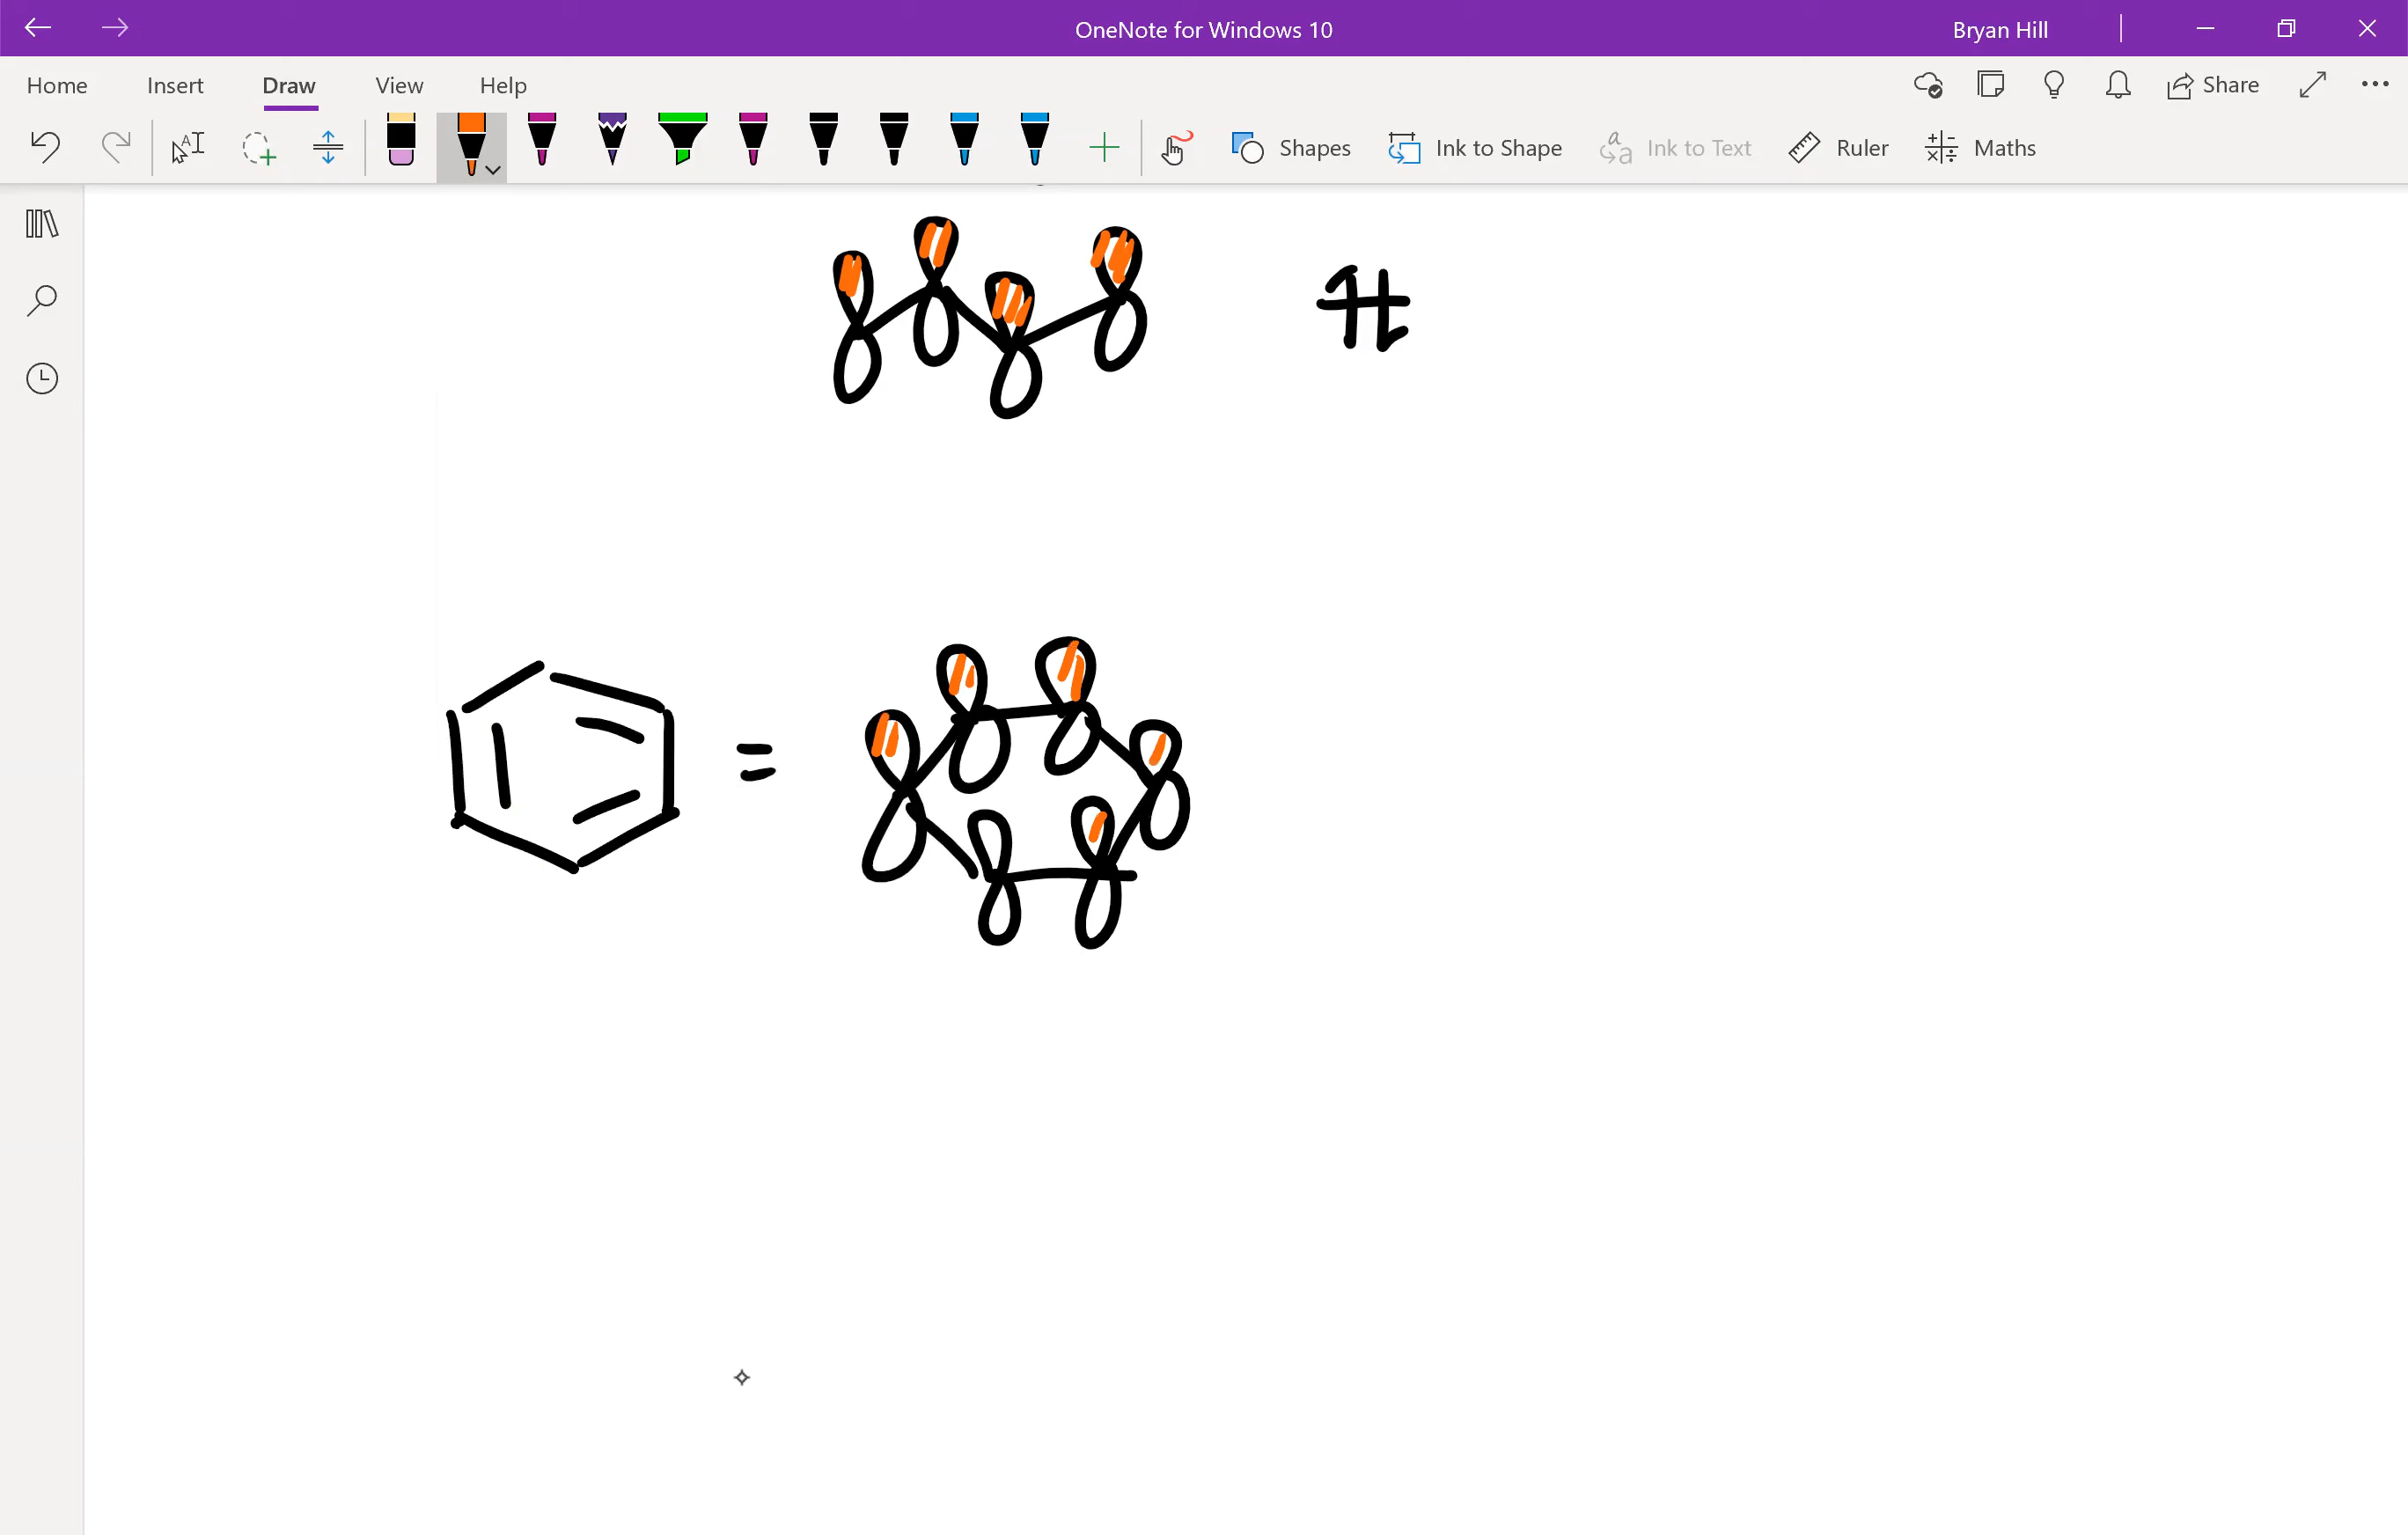 OneNote for Windows 10 Bryan Hill
Home Insert Draw View Help Share
Shapes Ink to Shape Ink to Text Ruler Maths
=